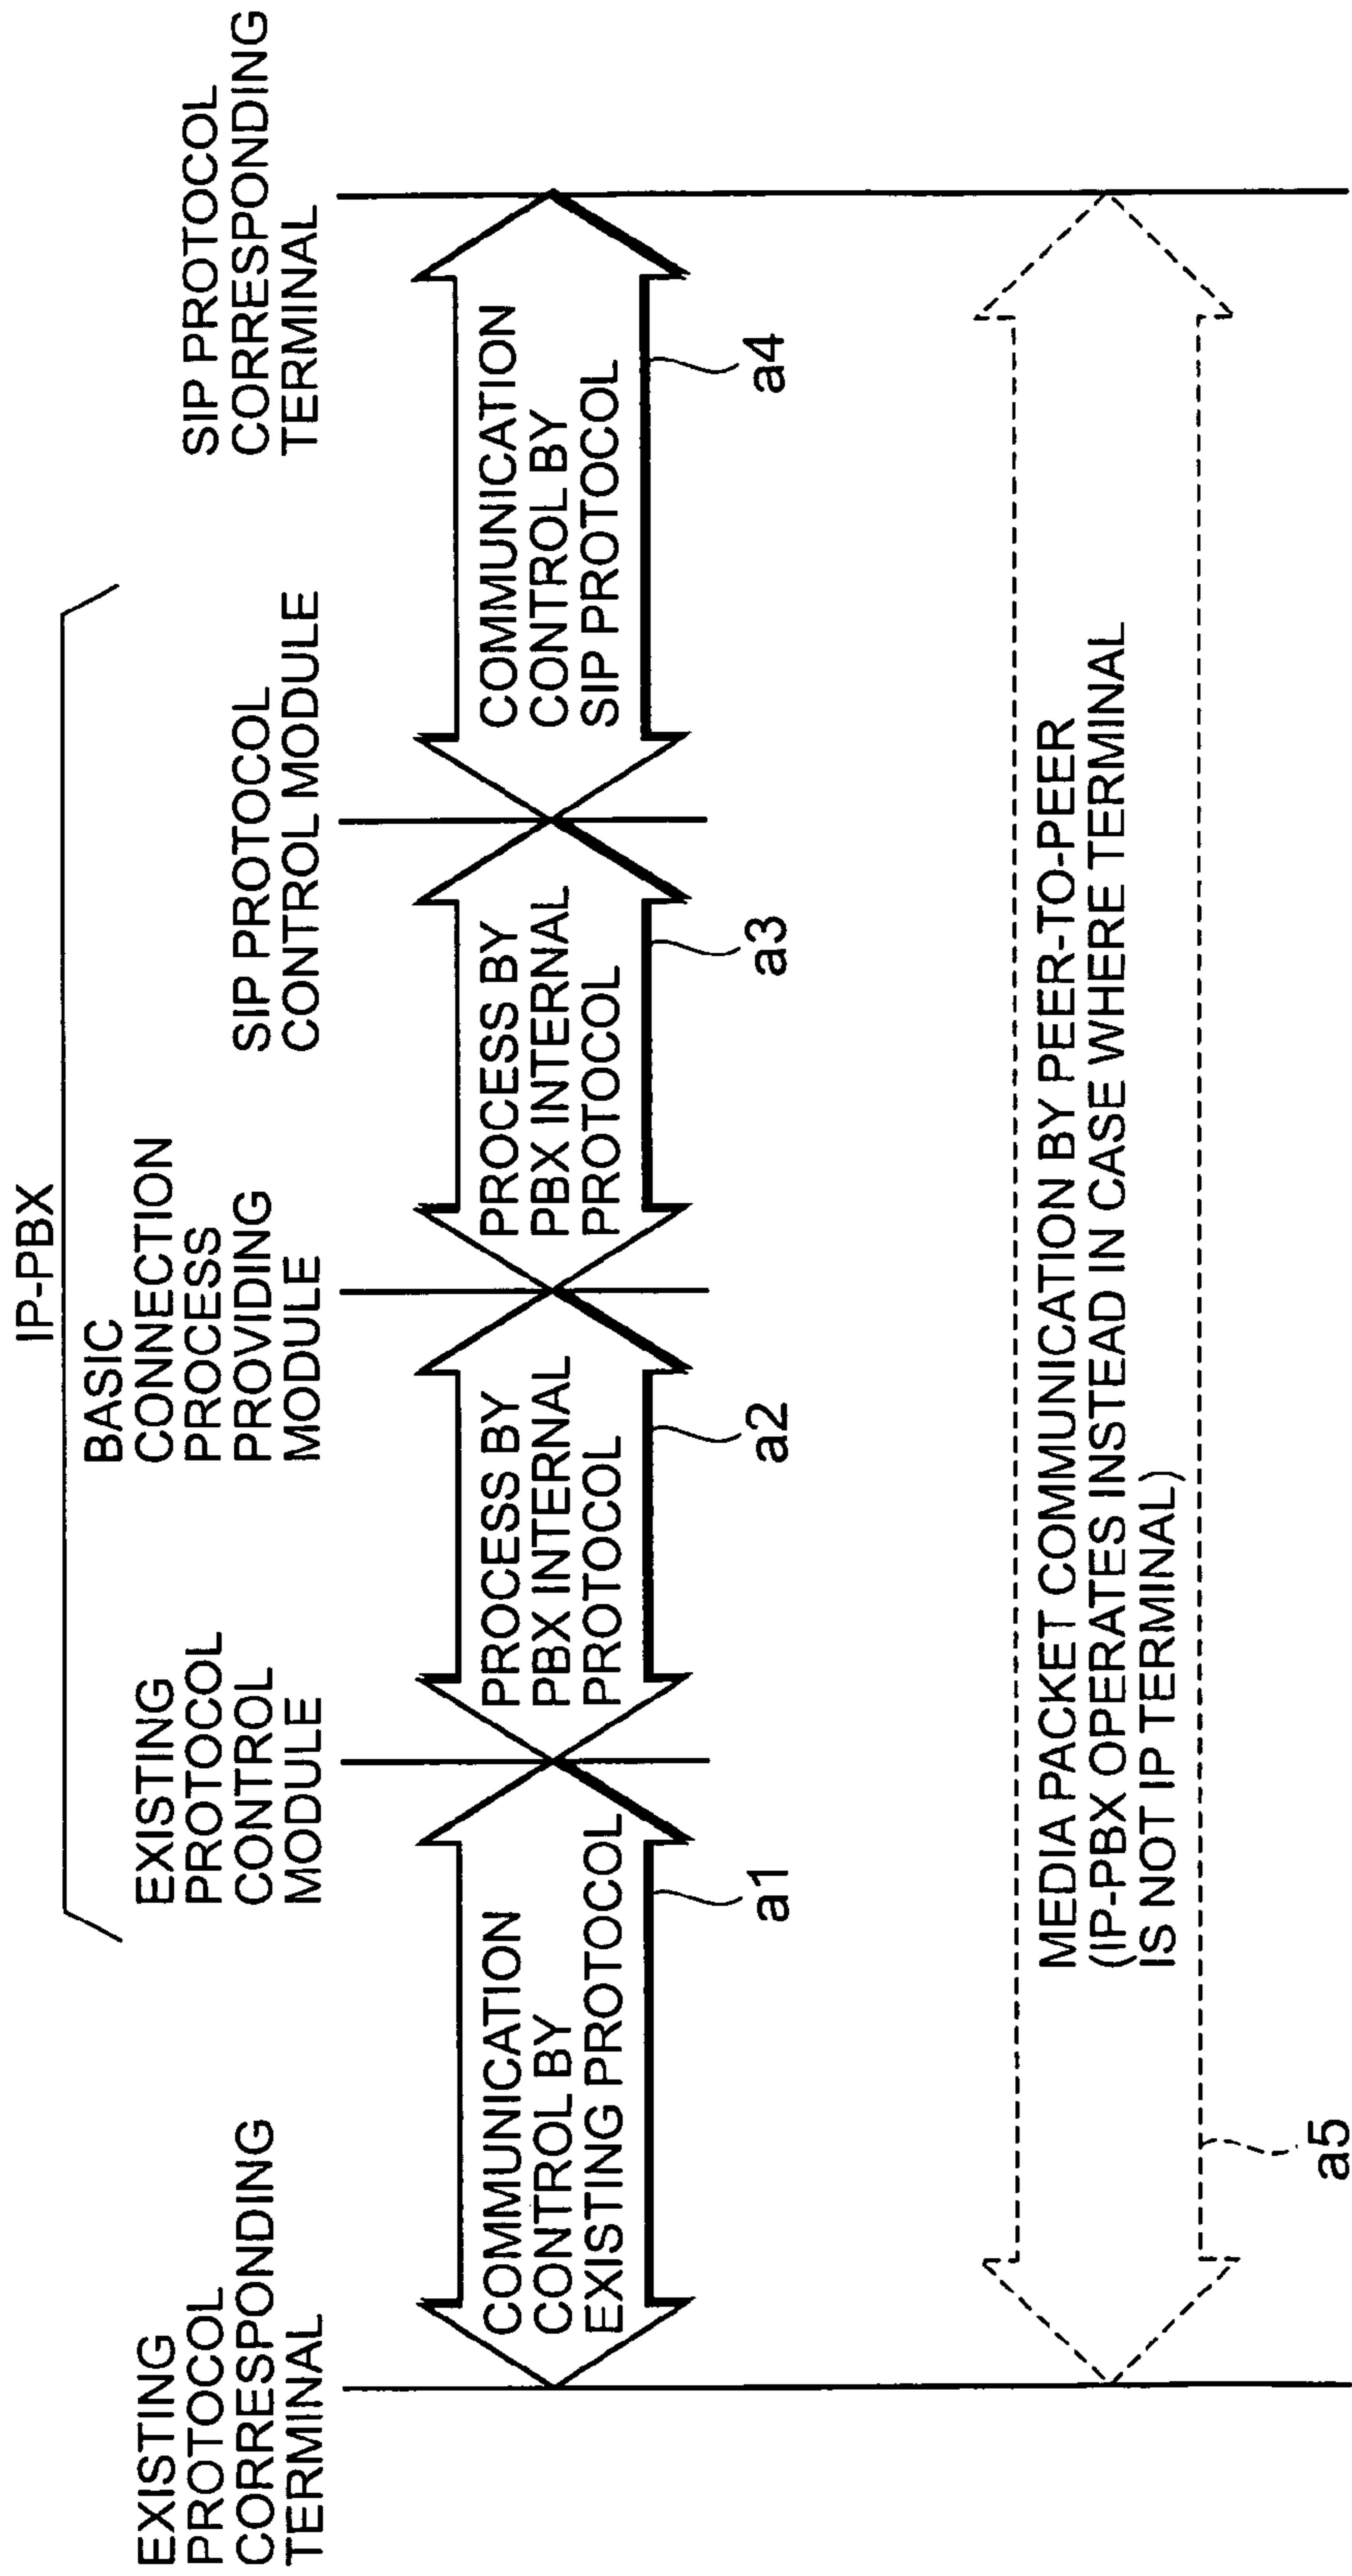 IP-PBX
EXISTING
PROTOCOL
CORRESPONDING
TERMINAL
EXISTING
PROTOCOL
CONTROL
MODULE
BASIC
CONNECTION
PROCESS
PROVIDING
MODULE
SIP PROTOCOL
CONTROL MODULE
SIP PROTOCOL
CORRESPONDING
TERMINAL
COMMUNICATION
CONTROL BY
EXISTING PROTOCOL
a1
PROCESS BY
PBX INTERNAL
PROTOCOL
a2
PROCESS BY
PBX INTERNAL
PROTOCOL
a3
COMMUNICATION
CONTROL BY
SIP PROTOCOL
a4
MEDIA PACKET COMMUNICATION BY PEER-TO-PEER
(IP-PBX OPERATES INSTEAD IN CASE WHERE TERMINAL
IS NOT IP TERMINAL)
a5